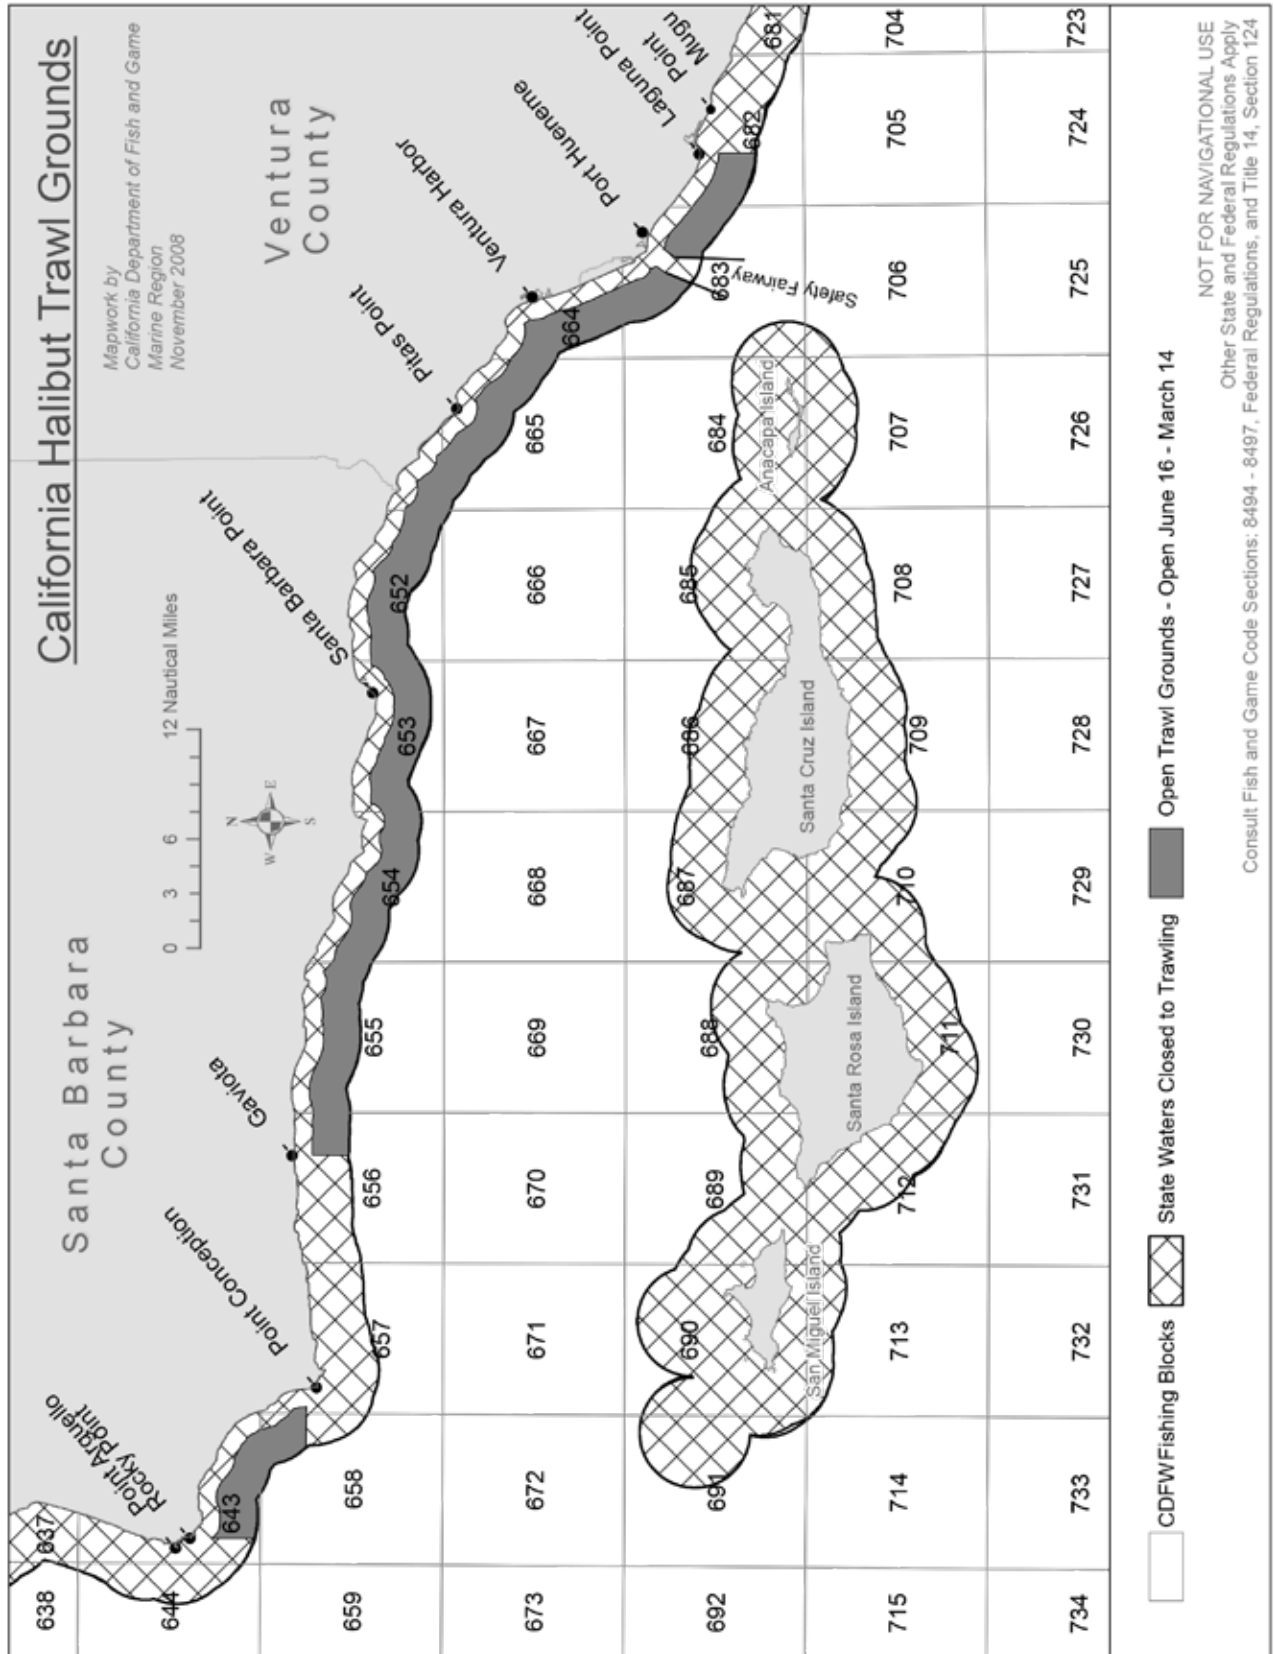 California Halibut Trawl Grounds
Mapwork by
California Department of Fish and Game
Marine Region
November 2008
Santa Barbara
County
Ventura
County
0 3 6 12 Nautical Miles
N
W
E
S
Point Arguello
Rocky Point
Point Conception
Gaviota
Santa Barbara Point
Pitas Point
Ventura Harbor
Port Hueneme
Laguna Point
Point
Mugu
Safety Fairway
638
637
644
643
659
658
657
656
655
654
653
652
664
665
666
667
668
669
670
671
672
673
681
682
683
684
685
686
687
688
689
690
691
692
704
705
706
707
708
709
710
711
712
713
714
715
723
724
725
726
727
728
729
730
731
732
733
734
San Miguel Island
Santa Rosa Island
Santa Cruz Island
Anacapa Island
CDFWFishing Blocks
State Waters Closed to Trawling
Open Trawl Grounds - Open June 16 - March 14
NOT FOR NAVIGATIONAL USE
Other State and Federal Regulations Apply
Consult Fish and Game Code Sections: 8494 - 8497, Federal Regulations, and Title 14, Section 124